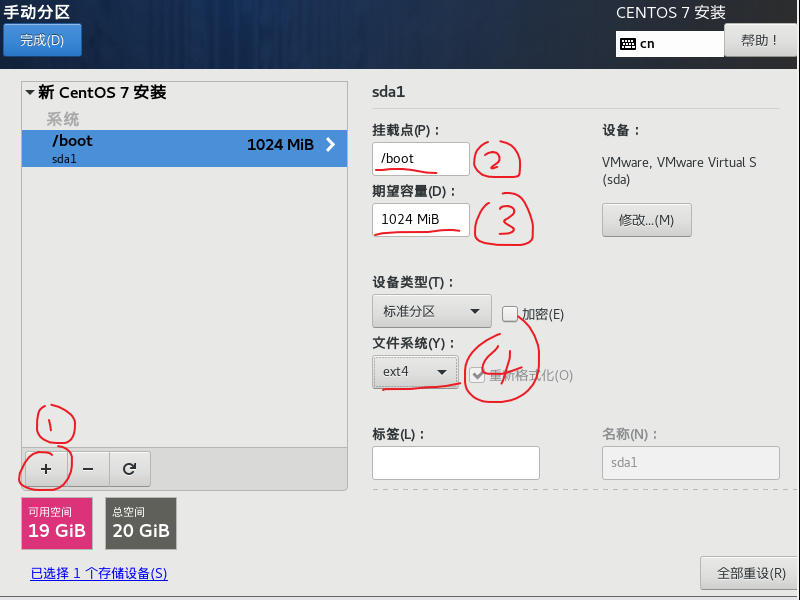 手动分区
CENTOS 7 安装
完成(D)
cn
帮助！
新 CentOS 7 安装
系统
/boot
1024 MiB
sda1
sda1
挂载点(P)：
/boot
②
期望容量(D)：
1024 MiB
③
设备：
VMware, VMware Virtual S
(sda)
修改...(M)
设备类型(T)：
标准分区
加密(E)
文件系统(Y)：
ext4
④
重新格式化(O)
标签(L)：
名称(N)：
sda1
①
+
−
可用空间
19 GiB
总空间
20 GiB
已选择 1 个存储设备(S)
全部重设(R)